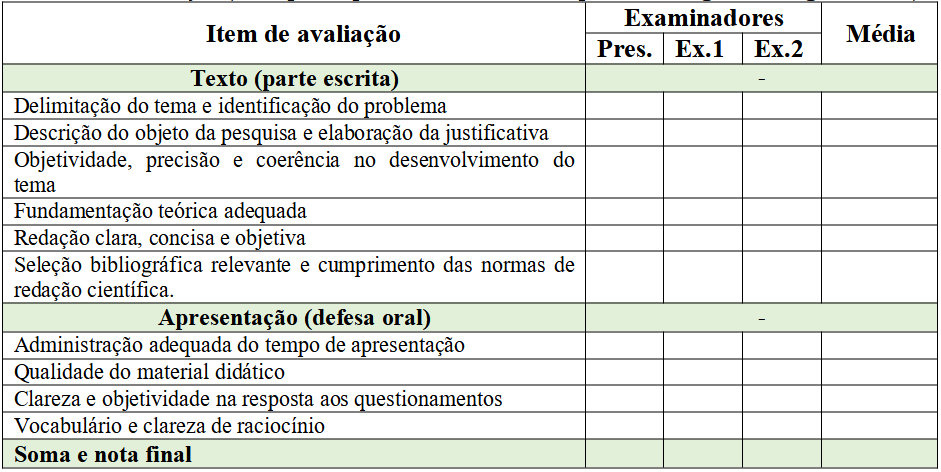 Item de avaliação Examinadores Média
Pres. Ex.1 Ex.2
Texto (parte escrita) -
Delimitação do tema e identificação do problema
Descrição do objeto da pesquisa e elaboração da justificativa
Objetividade, precisão e coerência no desenvolvimento do
tema
Fundamentação teórica adequada
Redação clara, concisa e objetiva
Seleção bibliográfica relevante e cumprimento das normas de
redação científica.
Apresentação (defesa oral) -
Administração adequada do tempo de apresentação
Qualidade do material didático
Clareza e objetividade na resposta aos questionamentos
Vocabulário e clareza de raciocínio
Soma e nota final